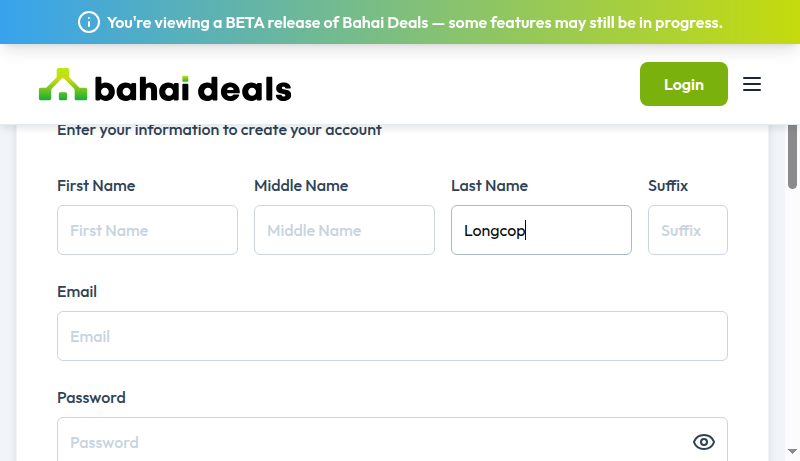 You're viewing a BETA release of Bahai Deals — some features may still be in progress.
bahai deals
Login
Enter your information to create your account
First Name
Middle Name
Last Name
Suffix
First Name
Middle Name
Longcop
Suffix
Email
Email
Password
Password